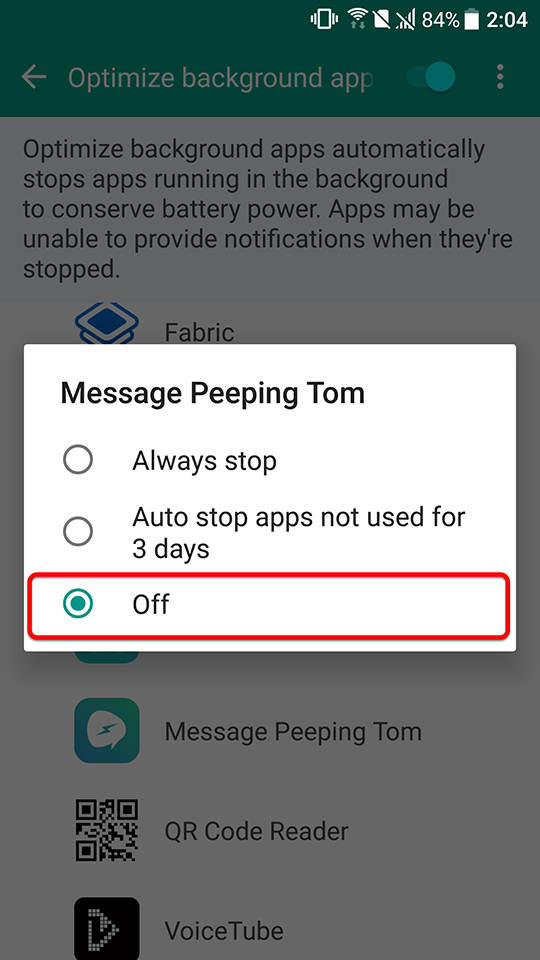 84% 2:04
Optimize background app
Optimize background apps automatically
stops apps running in the background
to conserve battery power. Apps may be
unable to provide notifications when they're
stopped.
Fabric
Message Peeping Tom
Always stop
Auto stop apps not used for
3 days
Off
Message Peeping Tom
QR Code Reader
VoiceTube